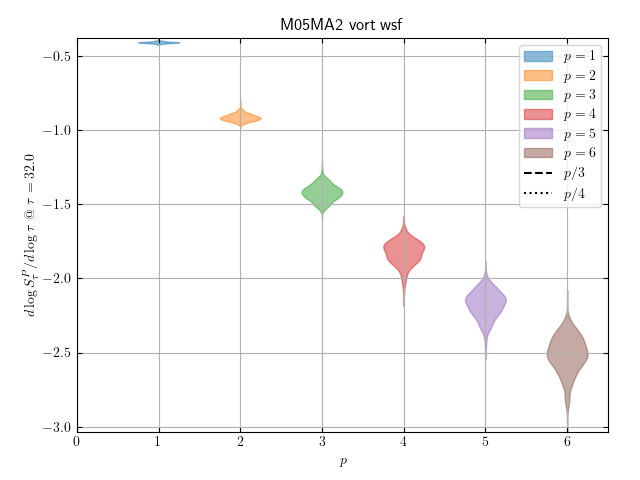 M05MA2 vort wsf
d log S_τ^P / d log τ @ τ = 32.0
−0.5
−1.0
−1.5
−2.0
−2.5
−3.0
0 1 2 3 4 5 6
p
p = 1
p = 2
p = 3
p = 4
p = 5
p = 6
p/3
p/4